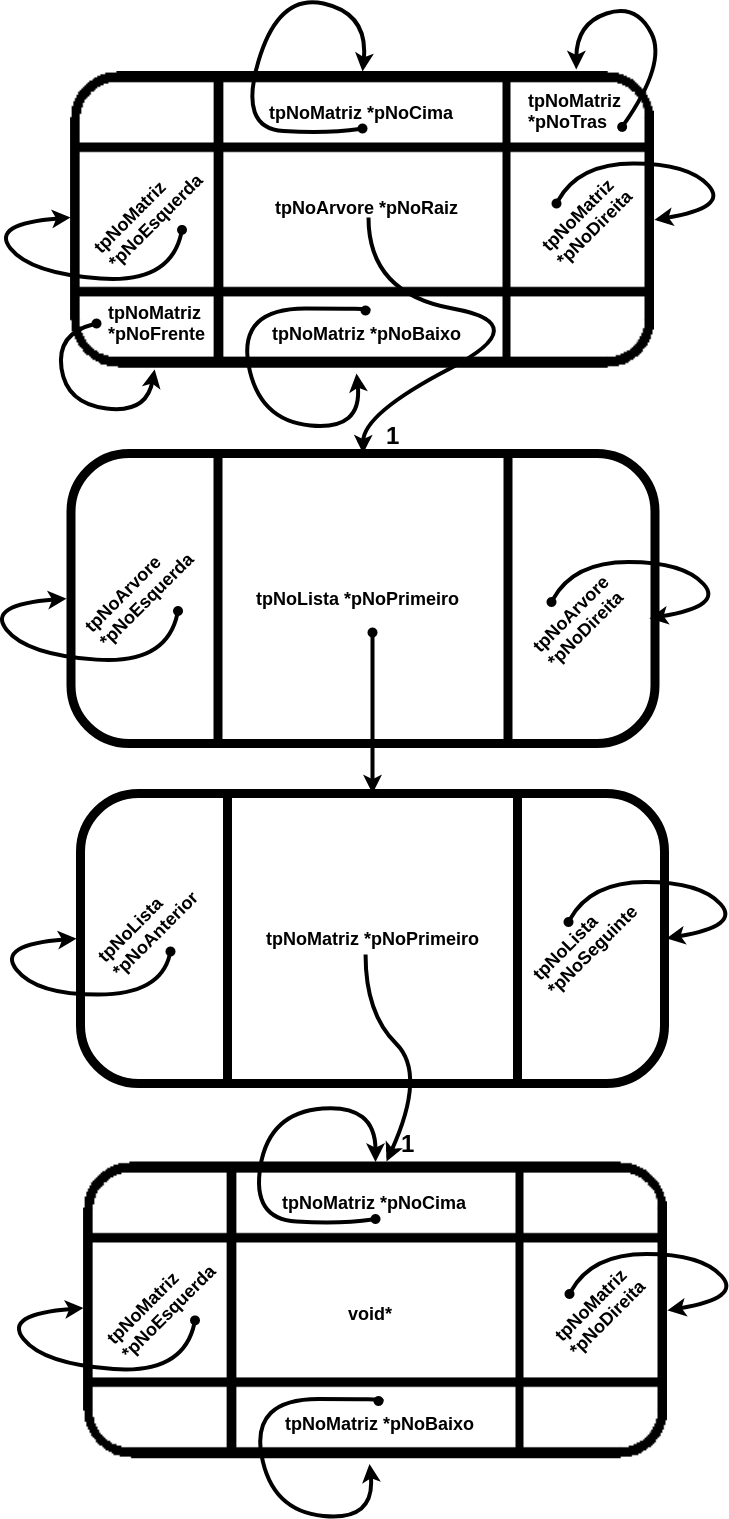 tpNoMatriz *pNoCima
tpNoMatriz
*pNoTras
tpNoMatriz
*pNoEsquerda
tpNoArvore *pNoRaiz
tpNoMatriz
*pNoDireita
tpNoMatriz
*pNoFrente
tpNoMatriz *pNoBaixo
1
tpNoArvore
*pNoEsquerda
tpNoLista *pNoPrimeiro
tpNoArvore
*pNoDireita
tpNoLista
*pNoAnterior
tpNoMatriz *pNoPrimeiro
tpNoLista
*pNoSeguinte
1
tpNoMatriz *pNoCima
tpNoMatriz
*pNoEsquerda
void*
tpNoMatriz
*pNoDireita
tpNoMatriz *pNoBaixo